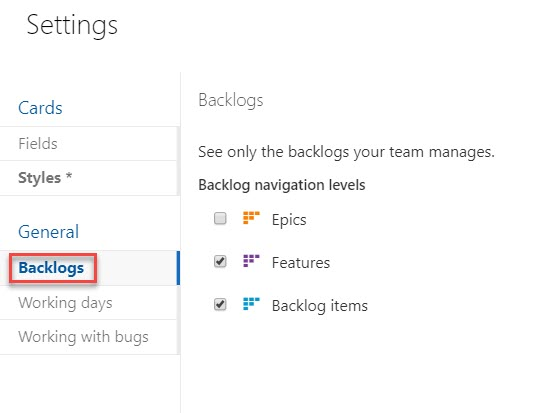 Settings
Cards
Fields
Styles *
General
Backlogs
Working days
Working with bugs
Backlogs
See only the backlogs your team manages.
Backlog navigation levels
Epics
Features
Backlog items